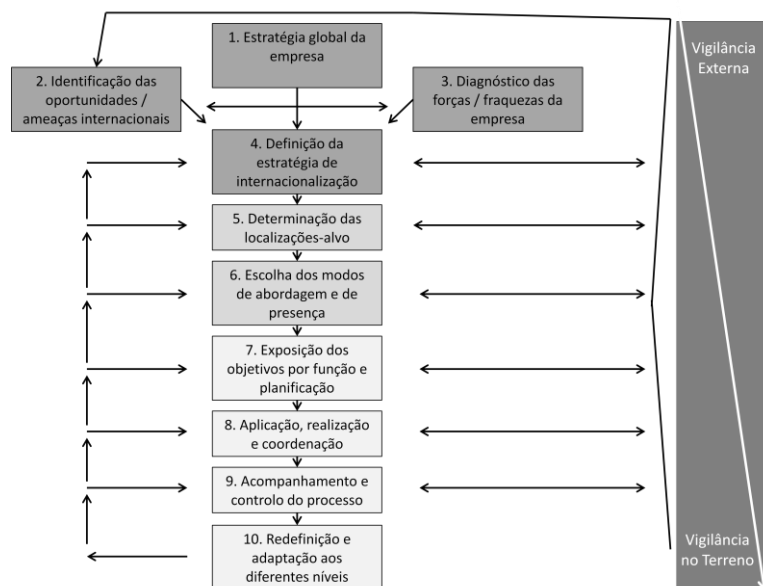 1. Estratégia global da
empresa
2. Identificação das
oportunidades /
ameaças internacionais
3. Diagnóstico das
forças / fraquezas da
empresa
Vigilância
Externa
4. Definição da
estratégia de
internacionalização
5. Determinação das
localizações-alvo
6. Escolha dos modos
de abordagem e de
presença
7. Exposição dos
objetivos por função e
planificação
8. Aplicação, realização
e coordenação
9. Acompanhamento e
controlo do processo
10. Redefinição e
adaptação aos
diferentes níveis
Vigilância
no Terreno